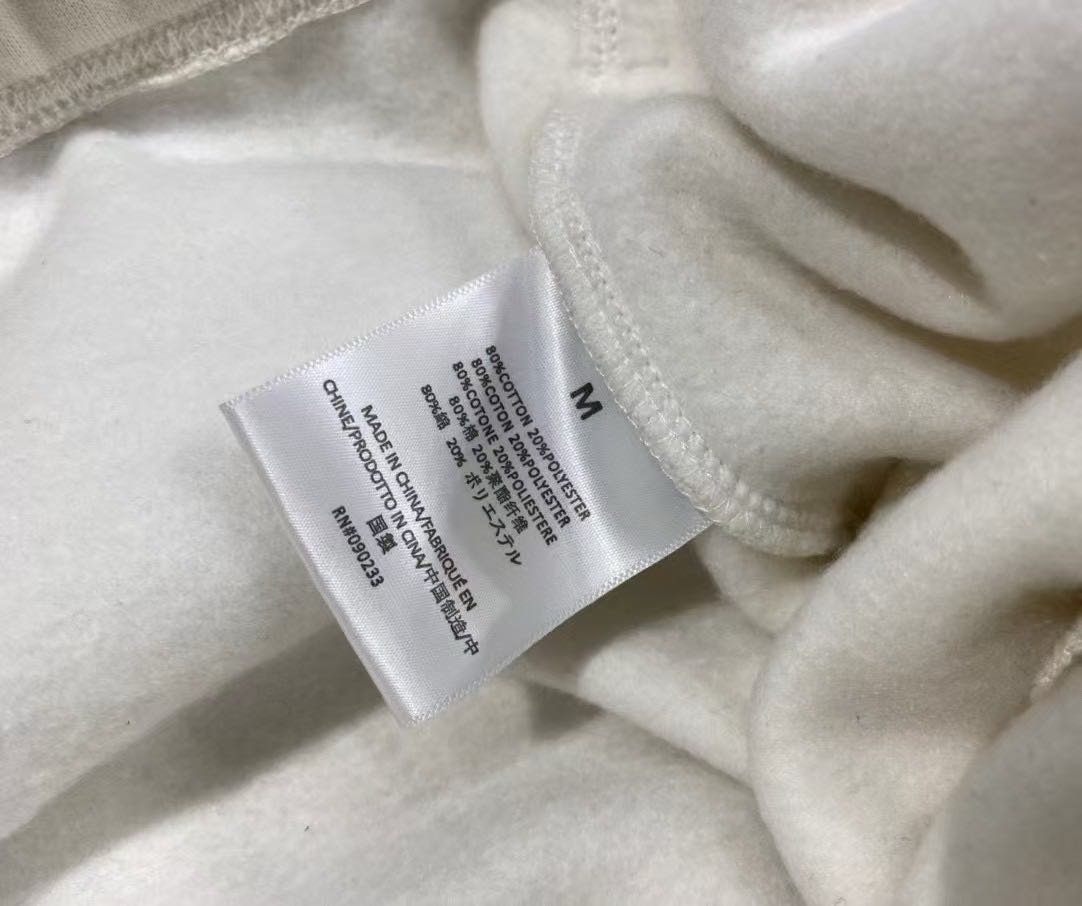 M
80%COTTON 20%POLYESTER
80%COTON 20%POLYESTER
80%COTONE 20%POLIESTERE
80%棉 20%聚酯纤维
80%綿 20% ポリ エステル
MADE IN CHINA/FABRIQUÉ EN
CHINE/PRODOTTO IN CINA/中国制造/中
国製
RN#090233